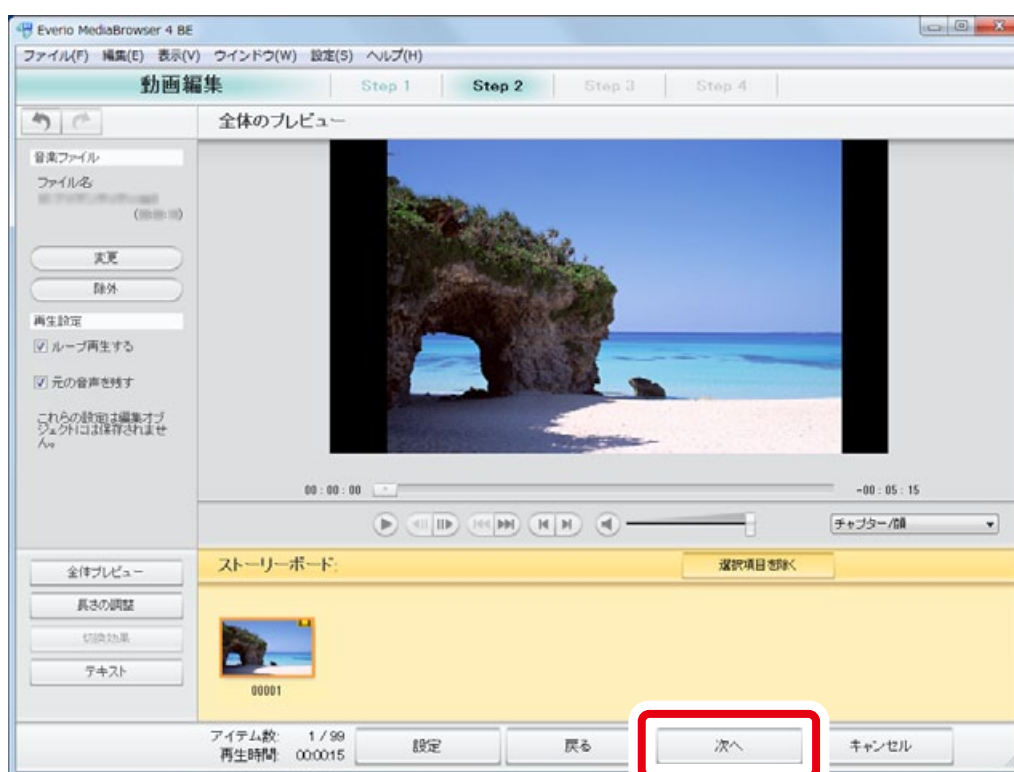 Everio MediaBrowser 4 BE
ファイル(F) 編集(E) 表示(V) ウインドウ(W) 設定(S) ヘルプ(H)
動画編集 Step 1 Step 2 Step 3 Step 4
全体のプレビュー
音楽ファイル
ファイル名:
変更
除外
再生設定
ループ再生する
元の音声を残す
これらの設定は編集オブ
ジェクトには保存されませ
ん。
00 : 00 : 00
-00 : 05 : 15
チャプター/顔
全体プレビュー
長さの調整
切換効果
テキスト
ストーリーボード:
選択項目を除く
00001
アイテム数: 1 / 99
再生時間: 00:00:15
設定
戻る
次へ
キャンセル